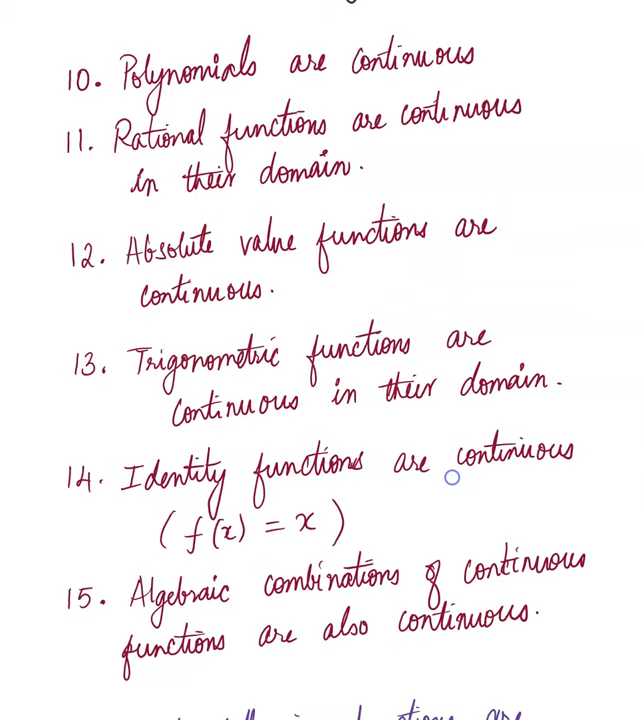 10. Polynomials are continuous
11. Rational functions are continuous
in their domain.
12. Absolute value functions are
continuous.
13. Trigonometric functions are
continuous in their domain.
14. Identity functions are continuous
(f(x) = x)
15. Algebraic combinations of continuous
functions are also continuous.
are